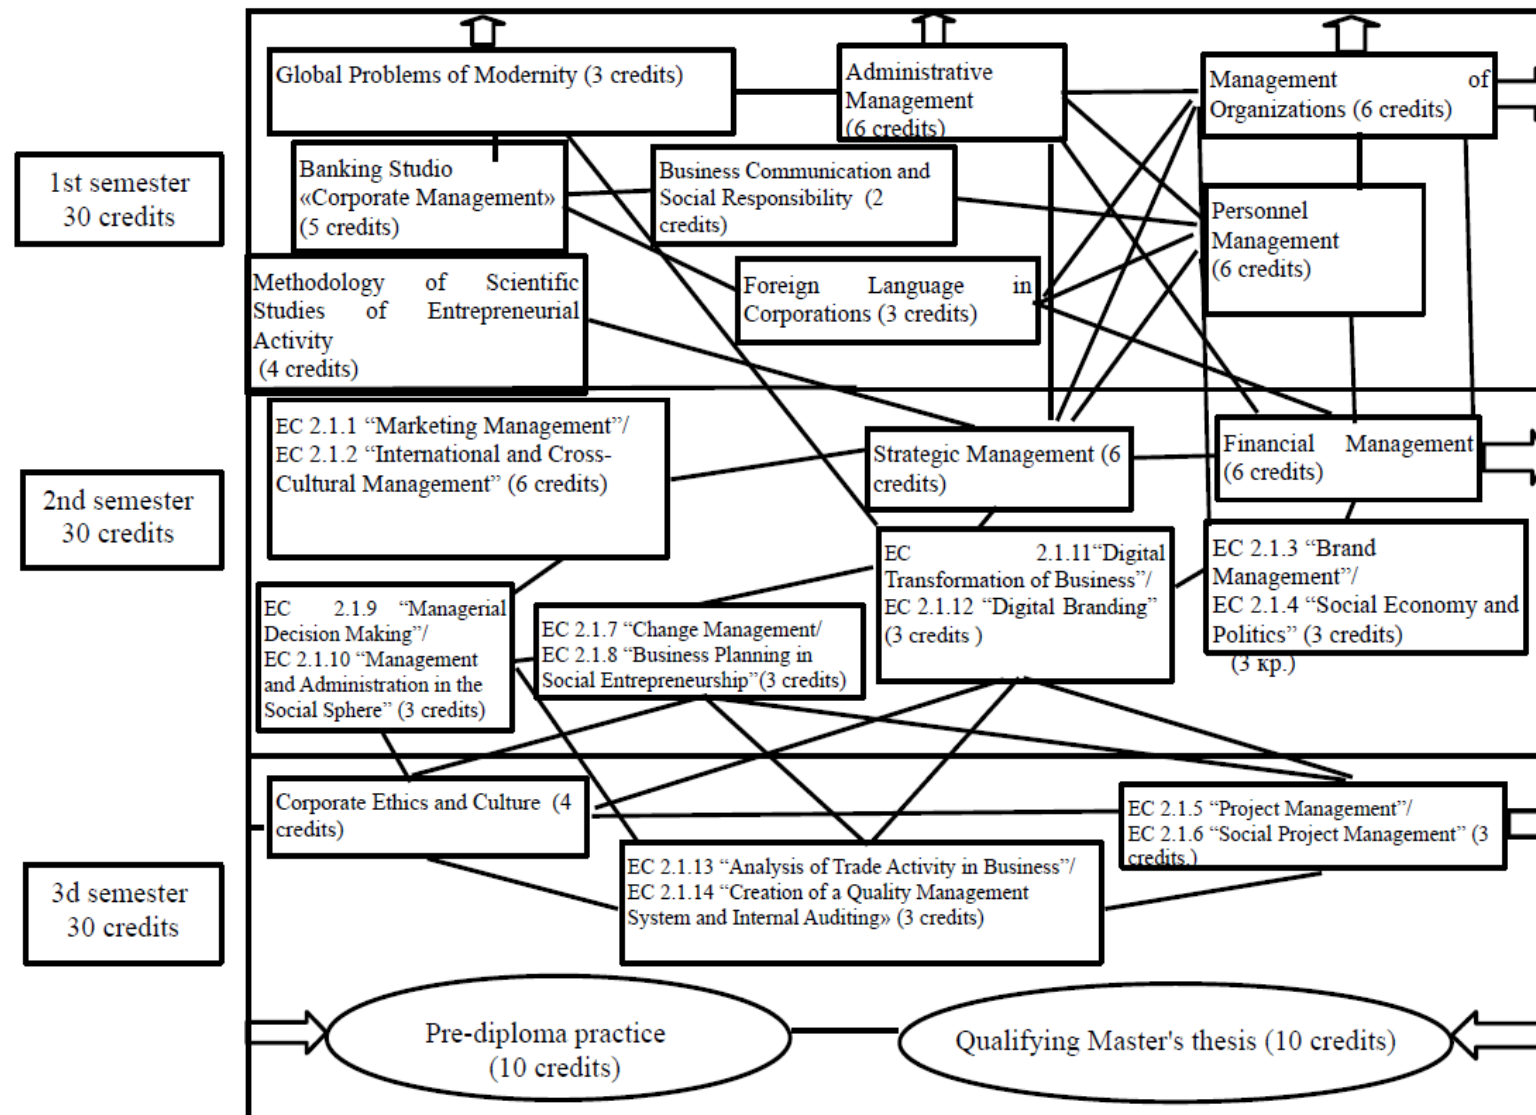 Global Problems of Modernity (3 credits)
Administrative
Management
(6 credits)
Management of
Organizations (6 credits)
1st semester
30 credits
Banking Studio
«Corporate Management»
(5 credits)
Business Communication and
Social Responsibility (2
credits)
Personnel
Management
(6 credits)
Methodology of Scientific
Studies of Entrepreneurial
Activity
(4 credits)
Foreign Language in
Corporations (3 credits)
2nd semester
30 credits
EC 2.1.1 “Marketing Management”/
EC 2.1.2 “International and Cross-
Cultural Management” (6 credits)
Strategic Management (6
credits)
Financial Management
(6 credits)
EC 2.1.11“Digital
Transformation of Business”/
EC 2.1.12 “Digital Branding”
(3 credits )
EC 2.1.3 “Brand
Management”/
EC 2.1.4 “Social Economy and
Politics” (3 credits)
(3 кр.)
EC 2.1.9 “Managerial
Decision Making”/
EC 2.1.10 “Management
and Administration in the
Social Sphere” (3 credits)
EC 2.1.7 “Change Management/
EC 2.1.8 “Business Planning in
Social Entrepreneurship”(3 credits)
3d semester
30 credits
Corporate Ethics and Culture (4
credits)
EC 2.1.5 “Project Management”/
EC 2.1.6 “Social Project Management” (3
credits.)
EC 2.1.13 “Analysis of Trade Activity in Business”/
EC 2.1.14 “Creation of a Quality Management
System and Internal Auditing» (3 credits)
Pre-diploma practice
(10 credits)
Qualifying Master's thesis (10 credits)